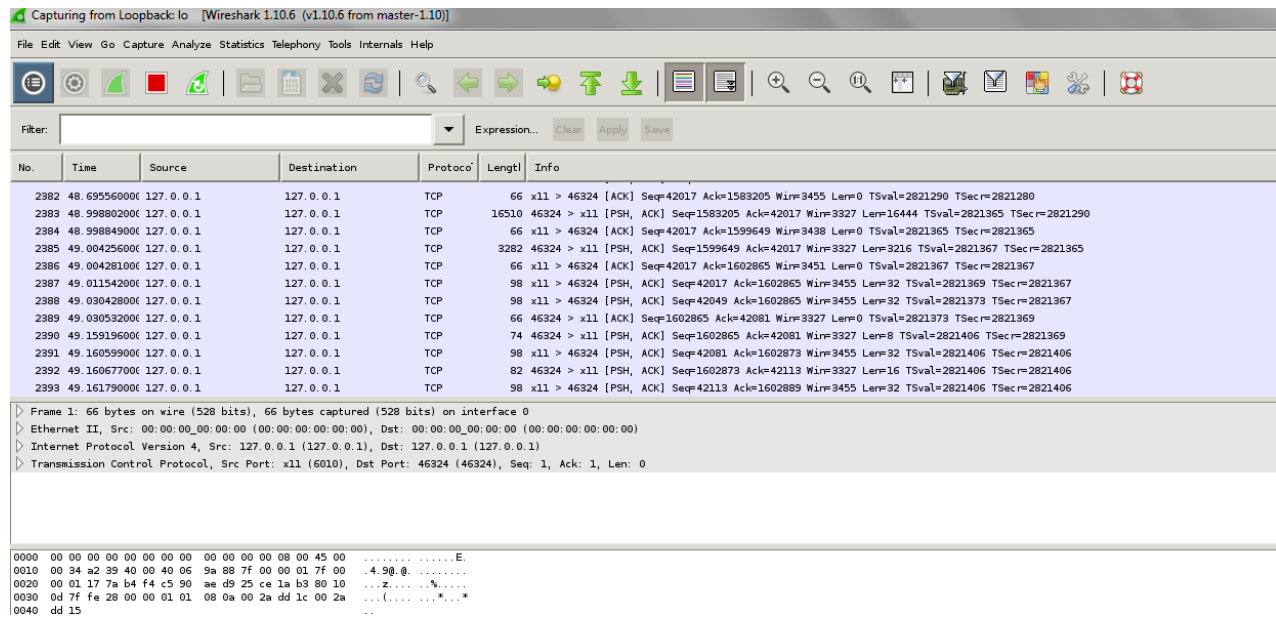 Capturing from Loopback: lo [Wireshark 1.10.6 (v1.10.6 from master-1.10)]
File Edit View Go Capture Analyze Statistics Telephony Tools Internals Help
Filter: Expression... Clear Apply Save
No. Time Source Destination Protoco Lengtl Info
2382 48.695560000 127.0.0.1 127.0.0.1 TCP 66 x11 > 46324 [ACK] Seq=42017 Ack=1583205 Win=3455 Len=0 TSval=2821290 TSecr=2821280
2383 48.998802000 127.0.0.1 127.0.0.1 TCP 16510 46324 > x11 [PSH, ACK] Seq=1583205 Ack=42017 Win=3327 Len=16444 TSval=2821365 TSecr=2821290
2384 48.998849000 127.0.0.1 127.0.0.1 TCP 66 x11 > 46324 [ACK] Seq=42017 Ack=1599649 Win=3438 Len=0 TSval=2821365 TSecr=2821365
2385 49.004256000 127.0.0.1 127.0.0.1 TCP 3282 46324 > x11 [PSH, ACK] Seq=1599649 Ack=42017 Win=3327 Len=3216 TSval=2821367 TSecr=2821365
2386 49.004281000 127.0.0.1 127.0.0.1 TCP 66 x11 > 46324 [ACK] Seq=42017 Ack=1602865 Win=3451 Len=0 TSval=2821367 TSecr=2821367
2387 49.011542000 127.0.0.1 127.0.0.1 TCP 98 x11 > 46324 [PSH, ACK] Seq=42017 Ack=1602865 Win=3455 Len=32 TSval=2821369 TSecr=2821367
2388 49.030428000 127.0.0.1 127.0.0.1 TCP 98 x11 > 46324 [PSH, ACK] Seq=42049 Ack=1602865 Win=3455 Len=32 TSval=2821373 TSecr=2821367
2389 49.030532000 127.0.0.1 127.0.0.1 TCP 66 46324 > x11 [ACK] Seq=1602865 Ack=42081 Win=3327 Len=0 TSval=2821373 TSecr=2821369
2390 49.159196000 127.0.0.1 127.0.0.1 TCP 74 46324 > x11 [PSH, ACK] Seq=1602865 Ack=42081 Win=3327 Len=8 TSval=2821406 TSecr=2821369
2391 49.160599000 127.0.0.1 127.0.0.1 TCP 98 x11 > 46324 [PSH, ACK] Seq=42081 Ack=1602873 Win=3455 Len=32 TSval=2821406 TSecr=2821406
2392 49.160677000 127.0.0.1 127.0.0.1 TCP 82 46324 > x11 [PSH, ACK] Seq=1602873 Ack=42113 Win=3327 Len=16 TSval=2821406 TSecr=2821406
2393 49.161790000 127.0.0.1 127.0.0.1 TCP 98 x11 > 46324 [PSH, ACK] Seq=42113 Ack=1602889 Win=3455 Len=32 TSval=2821406 TSecr=2821406
Frame 1: 66 bytes on wire (528 bits), 66 bytes captured (528 bits) on interface 0
Ethernet II, Src: 00:00:00_00:00:00 (00:00:00:00:00:00), Dst: 00:00:00_00:00:00 (00:00:00:00:00:00)
Internet Protocol Version 4, Src: 127.0.0.1 (127.0.0.1), Dst: 127.0.0.1 (127.0.0.1)
Transmission Control Protocol, Src Port: x11 (6010), Dst Port: 46324 (46324), Seq: 1, Ack: 1, Len: 0
0000 00 00 00 00 00 00 00 00 00 00 00 00 08 00 45 00 ........ ......E.
0010 00 34 a2 39 40 00 40 06 9a 88 7f 00 00 01 7f 00 .4.9@.@. ........
0020 00 01 17 7a b4 f4 c5 90 ae d9 25 ce 1a b3 80 10 ...z.... ..%.....
0030 0d 7f fe 28 00 00 01 01 08 0a 00 2a dd 1c 00 2a ...(.... ...*...*
0040 dd 15 ..